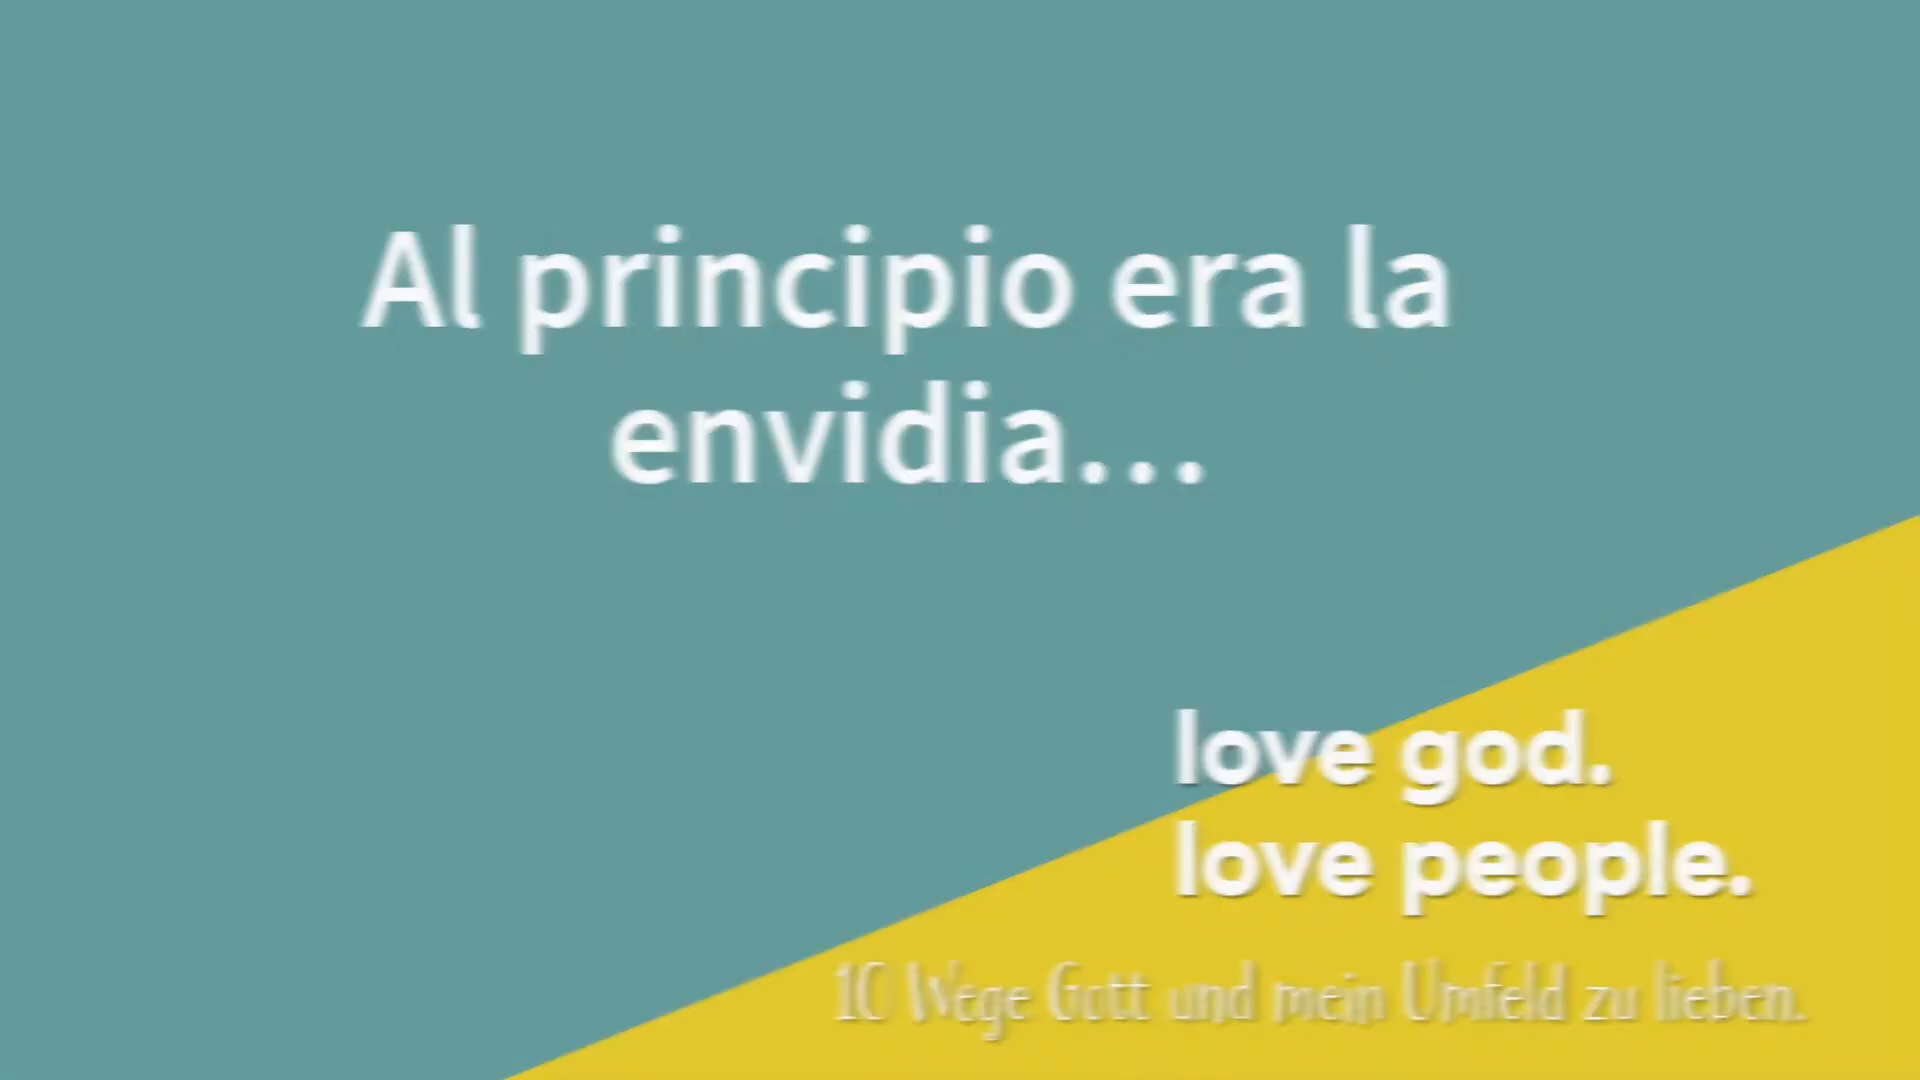 Al principio era la
envidia...
love god.
love people.
10 Wege Gott und mein Umfeld zu lieben.